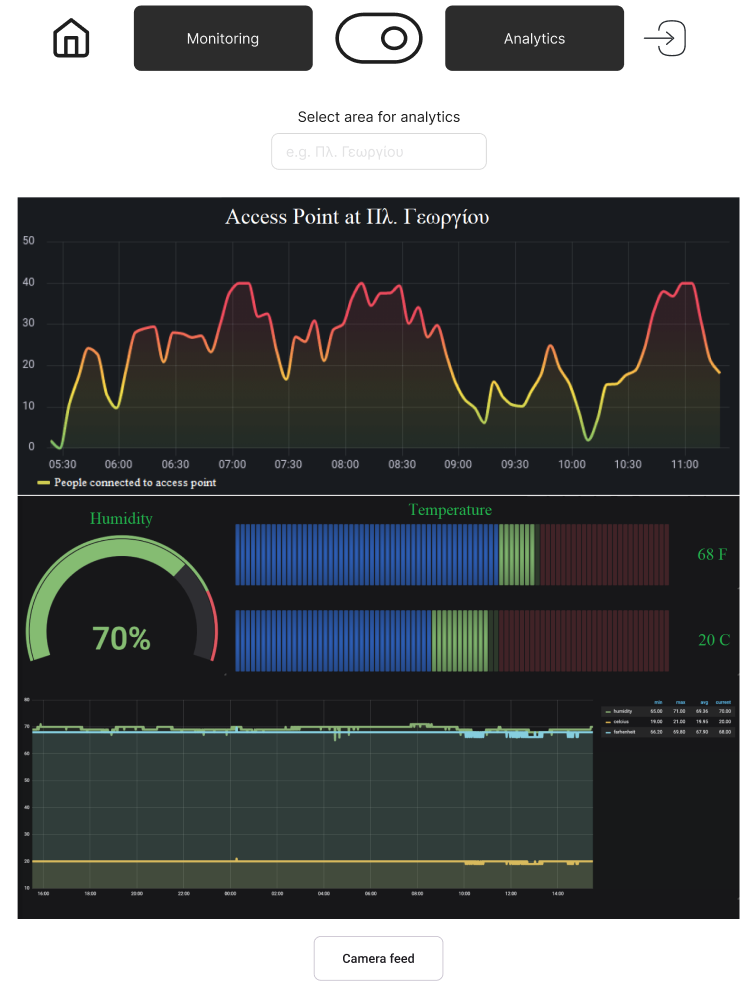 Monitoring
Analytics
Select area for analytics
e.g. Πλ. Γεωργίου
Access Point at Πλ. Γεωργίου
50
40
30
20
10
0
05:30 06:00 06:30 07:00 07:30 08:00 08:30 09:00 09:30 10:00 10:30 11:00
People connected to access point
Humidity
70%
Temperature
68 F
20 C
80
70
60
50
40
30
20
10
16:00 18:00 20:00 22:00 00:00 02:00 04:00 06:00 08:00 10:00 12:00 14:00
min max avg current
humidity 65.00 71.00 69.36 70.00
celcius 19.00 21.00 19.95 20.00
farhenheit 66.20 69.80 67.90 68.00
Camera feed